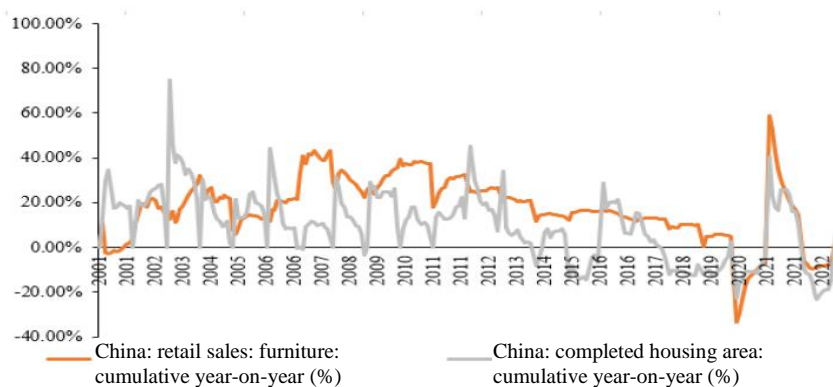 100.00%
80.00%
60.00%
40.00%
20.00%
0.00%
-20.00%
-40.00%
2001 2001 2002 2003 2004 2005 2006 2006 2007 2008 2009 2010 2011 2011 2012 2013 2014 2015 2016 2016 2017 2018 2019 2020 2021 2021 2022
China: retail sales: furniture:
cumulative year-on-year (%)
China: completed housing area:
cumulative year-on-year (%)